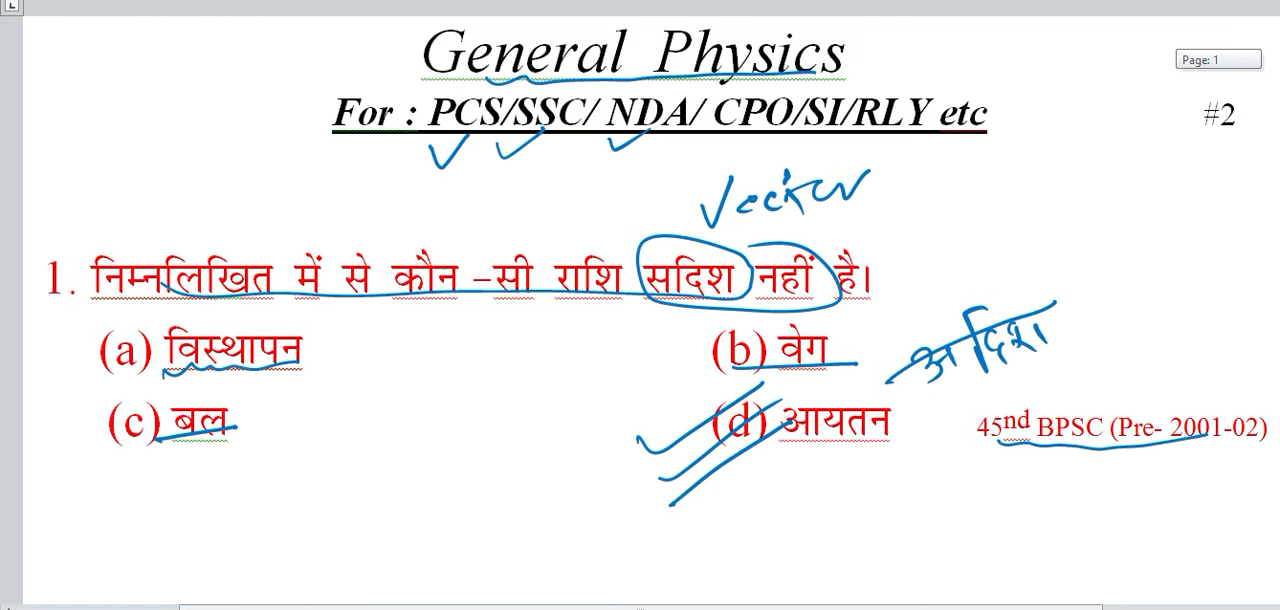 General Physics
Page: 1
For : PCS/SSC/ NDA/ CPO/SI/RLY etc
#2
Vector
1. निम्नलिखित में से कौन -सी राशि सदिश नहीं है।
(a) विस्थापन
(b) वेग
अदिश
(c) बल
(d) आयतन
45nd BPSC (Pre- 2001-02)